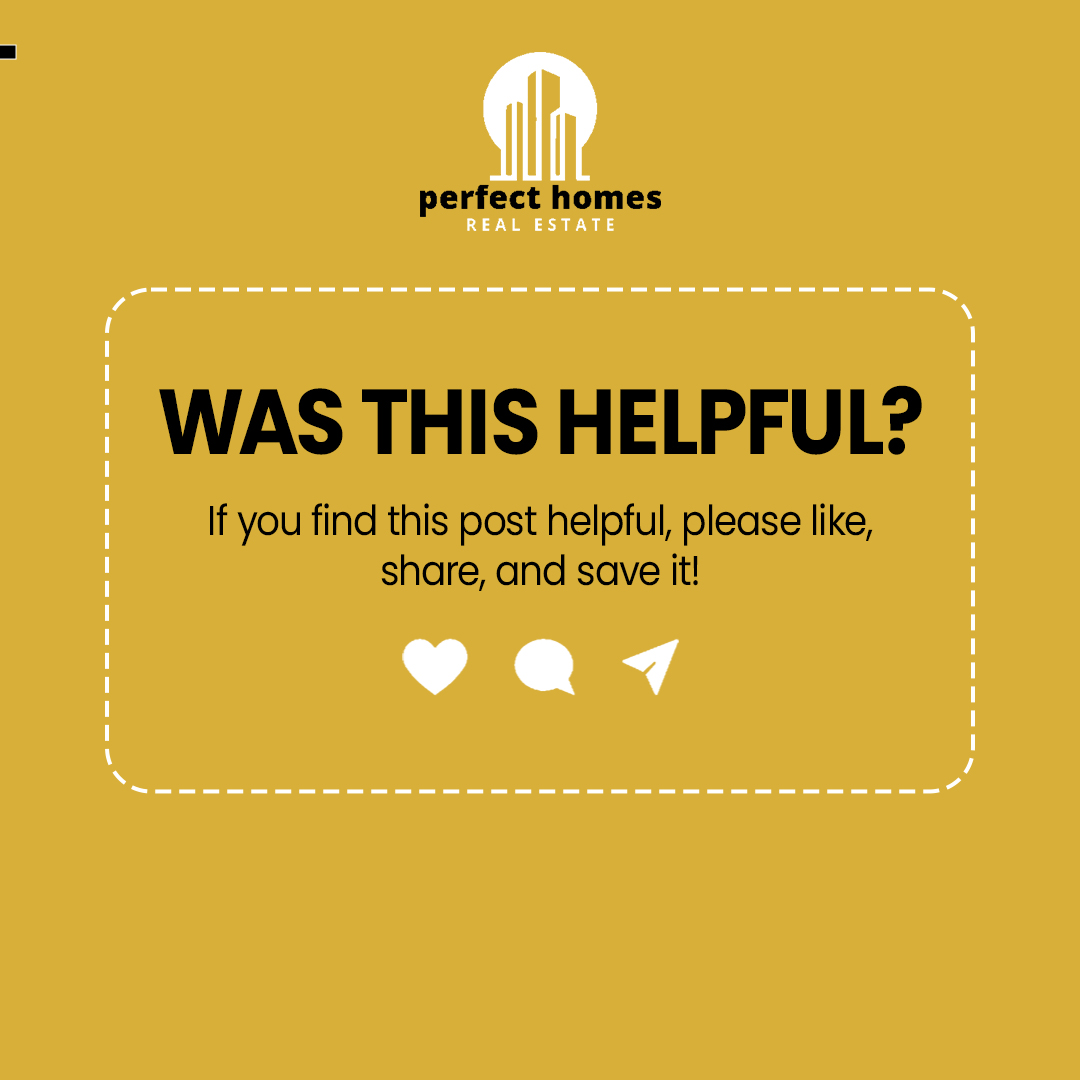 perfect homes
REAL ESTATE
WAS THIS HELPFUL?
If you find this post helpful, please like,
share, and save it!